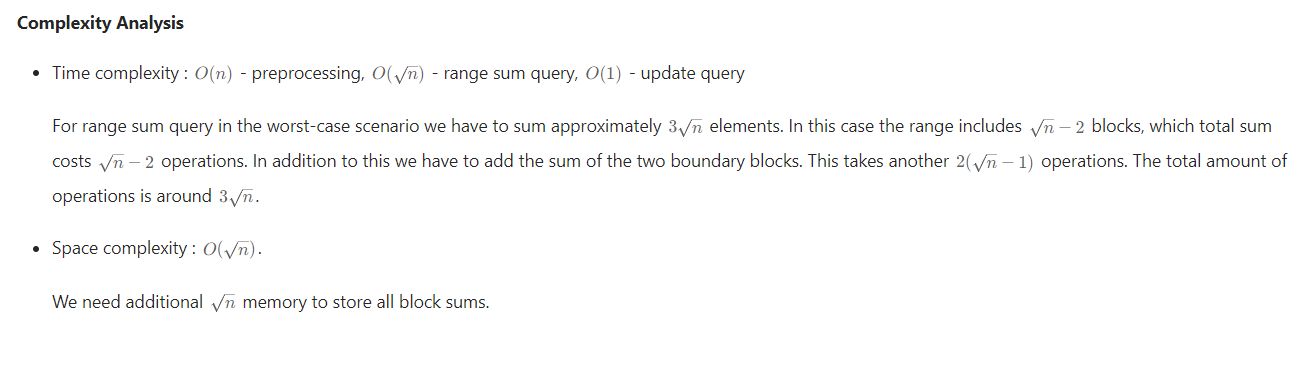 Complexity Analysis
• Time complexity : O(n) - preprocessing, O(√n) - range sum query, O(1) - update query
For range sum query in the worst-case scenario we have to sum approximately 3√n elements. In this case the range includes √n − 2 blocks, which total sum
costs √n − 2 operations. In addition to this we have to add the sum of the two boundary blocks. This takes another 2(√n − 1) operations. The total amount of
operations is around 3√n.
• Space complexity : O(√n).
We need additional √n memory to store all block sums.